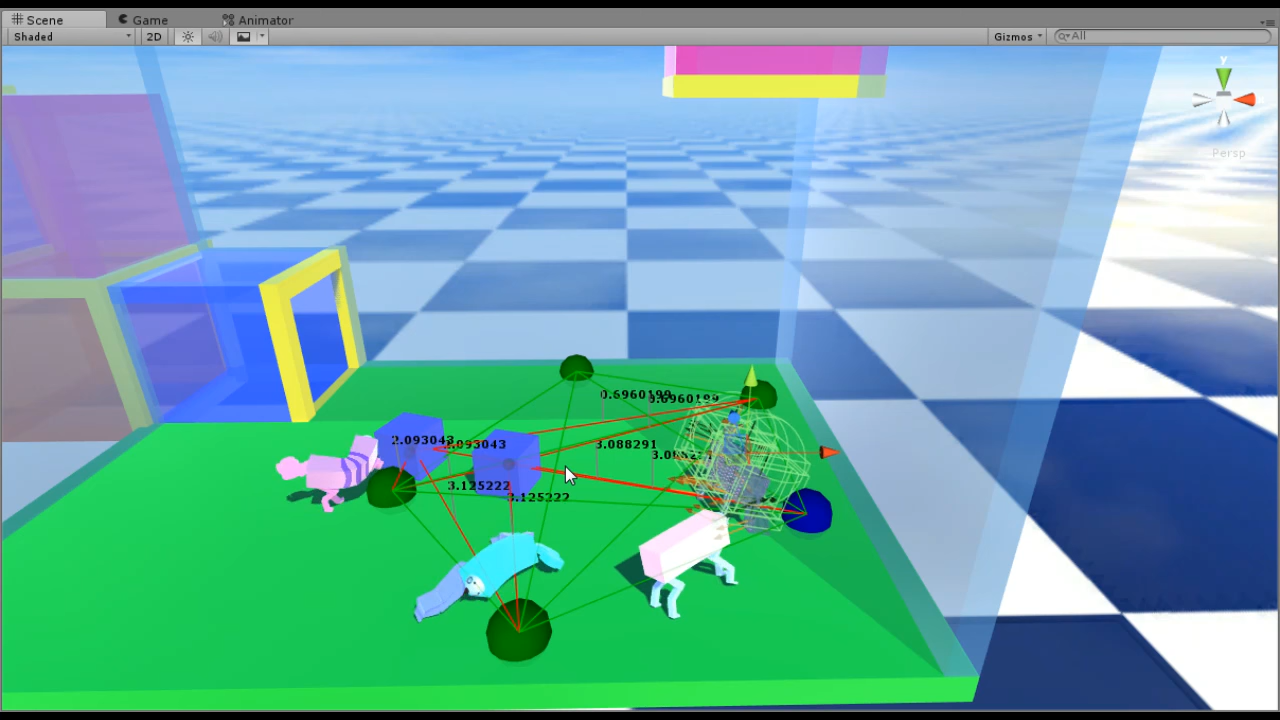 Scene
Game
Animator
Shaded
2D
Gizmos
All
y
Persp
0.6960199
2.093043
3.088291
3.125222
3.125222